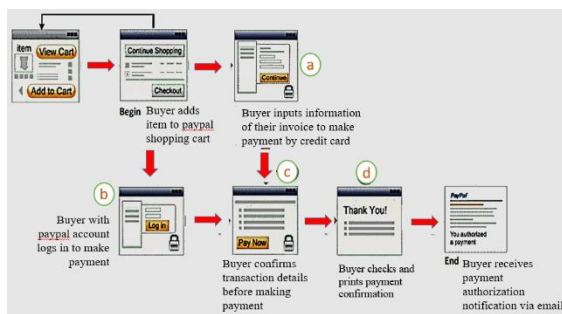 item
View Cart
Add to Cart
Continue Shopping
Checkout
Continue
a
Begin
Buyer adds
item to paypal
shopping cart
Buyer inputs information
of their invoice to make
payment by credit card
b
c
d
Buyer with
paypal account
logs in to make
payment
Log in
Pay Now
Buyer confirms
transaction details
before making
payment
Thank You!
Buyer checks and
prints payment
confirmation
PayPal
You authorized
a payment
End
Buyer receives
payment
authorization
notification via email